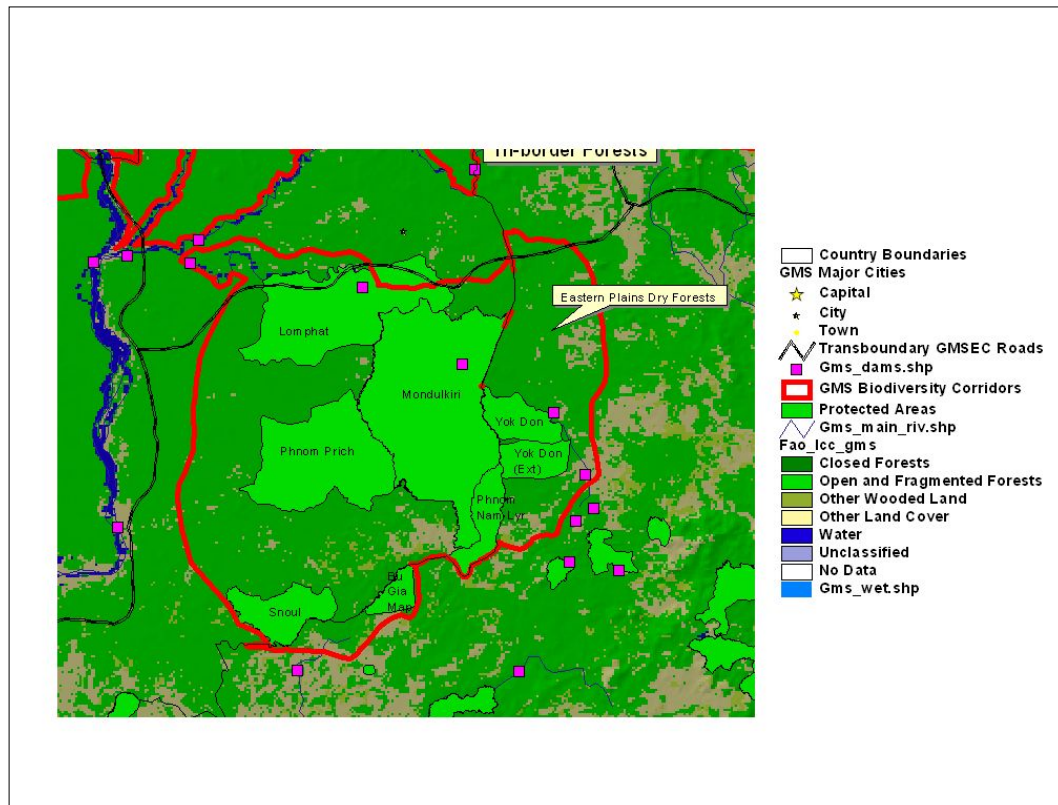 Tri-border Forests
Eastern Plains Dry Forests
Lomphat
Mondulkiri
Yok Don
Yok Don
(Ext)
Phnom Prich
Phnom
Nam Lyr
Bu
Gia
Map
Snoul
Country Boundaries
GMS Major Cities
Capital
City
Town
Transboundary GMSEC Roads
Gms_dams.shp
GMS Biodiversity Corridors
Protected Areas
Gms_main_riv.shp
Fao_lcc_gms
Closed Forests
Open and Fragmented Forests
Other Wooded Land
Other Land Cover
Water
Unclassified
No Data
Gms_wet.shp